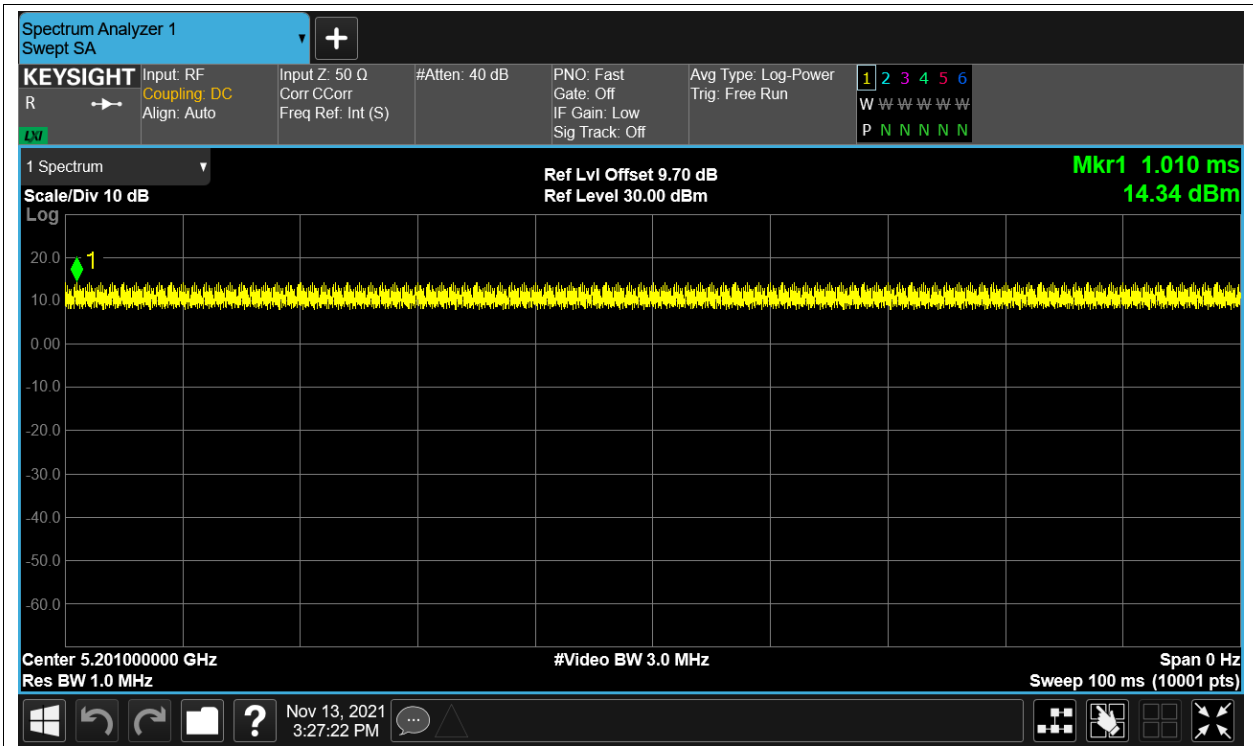 Spectrum Analyzer 1
Swept SA
KEYSIGHT
R
LXI
Input: RF
Coupling: DC
Align: Auto
Input Z: 50 Ω
Corr CCorr
Freq Ref: Int (S)
#Atten: 40 dB
PNO: Fast
Gate: Off
IF Gain: Low
Sig Track: Off
Avg Type: Log-Power
Trig: Free Run
1 2 3 4 5 6
W W W W W W
P N N N N N
1 Spectrum
Scale/Div 10 dB
Ref Lvl Offset 9.70 dB
Ref Level 30.00 dBm
Mkr1 1.010 ms
14.34 dBm
Log
1
20.0
10.0
0.00
-10.0
-20.0
-30.0
-40.0
-50.0
-60.0
Center 5.201000000 GHz
Res BW 1.0 MHz
#Video BW 3.0 MHz
Span 0 Hz
Sweep 100 ms (10001 pts)
?
Nov 13, 2021
3:27:22 PM